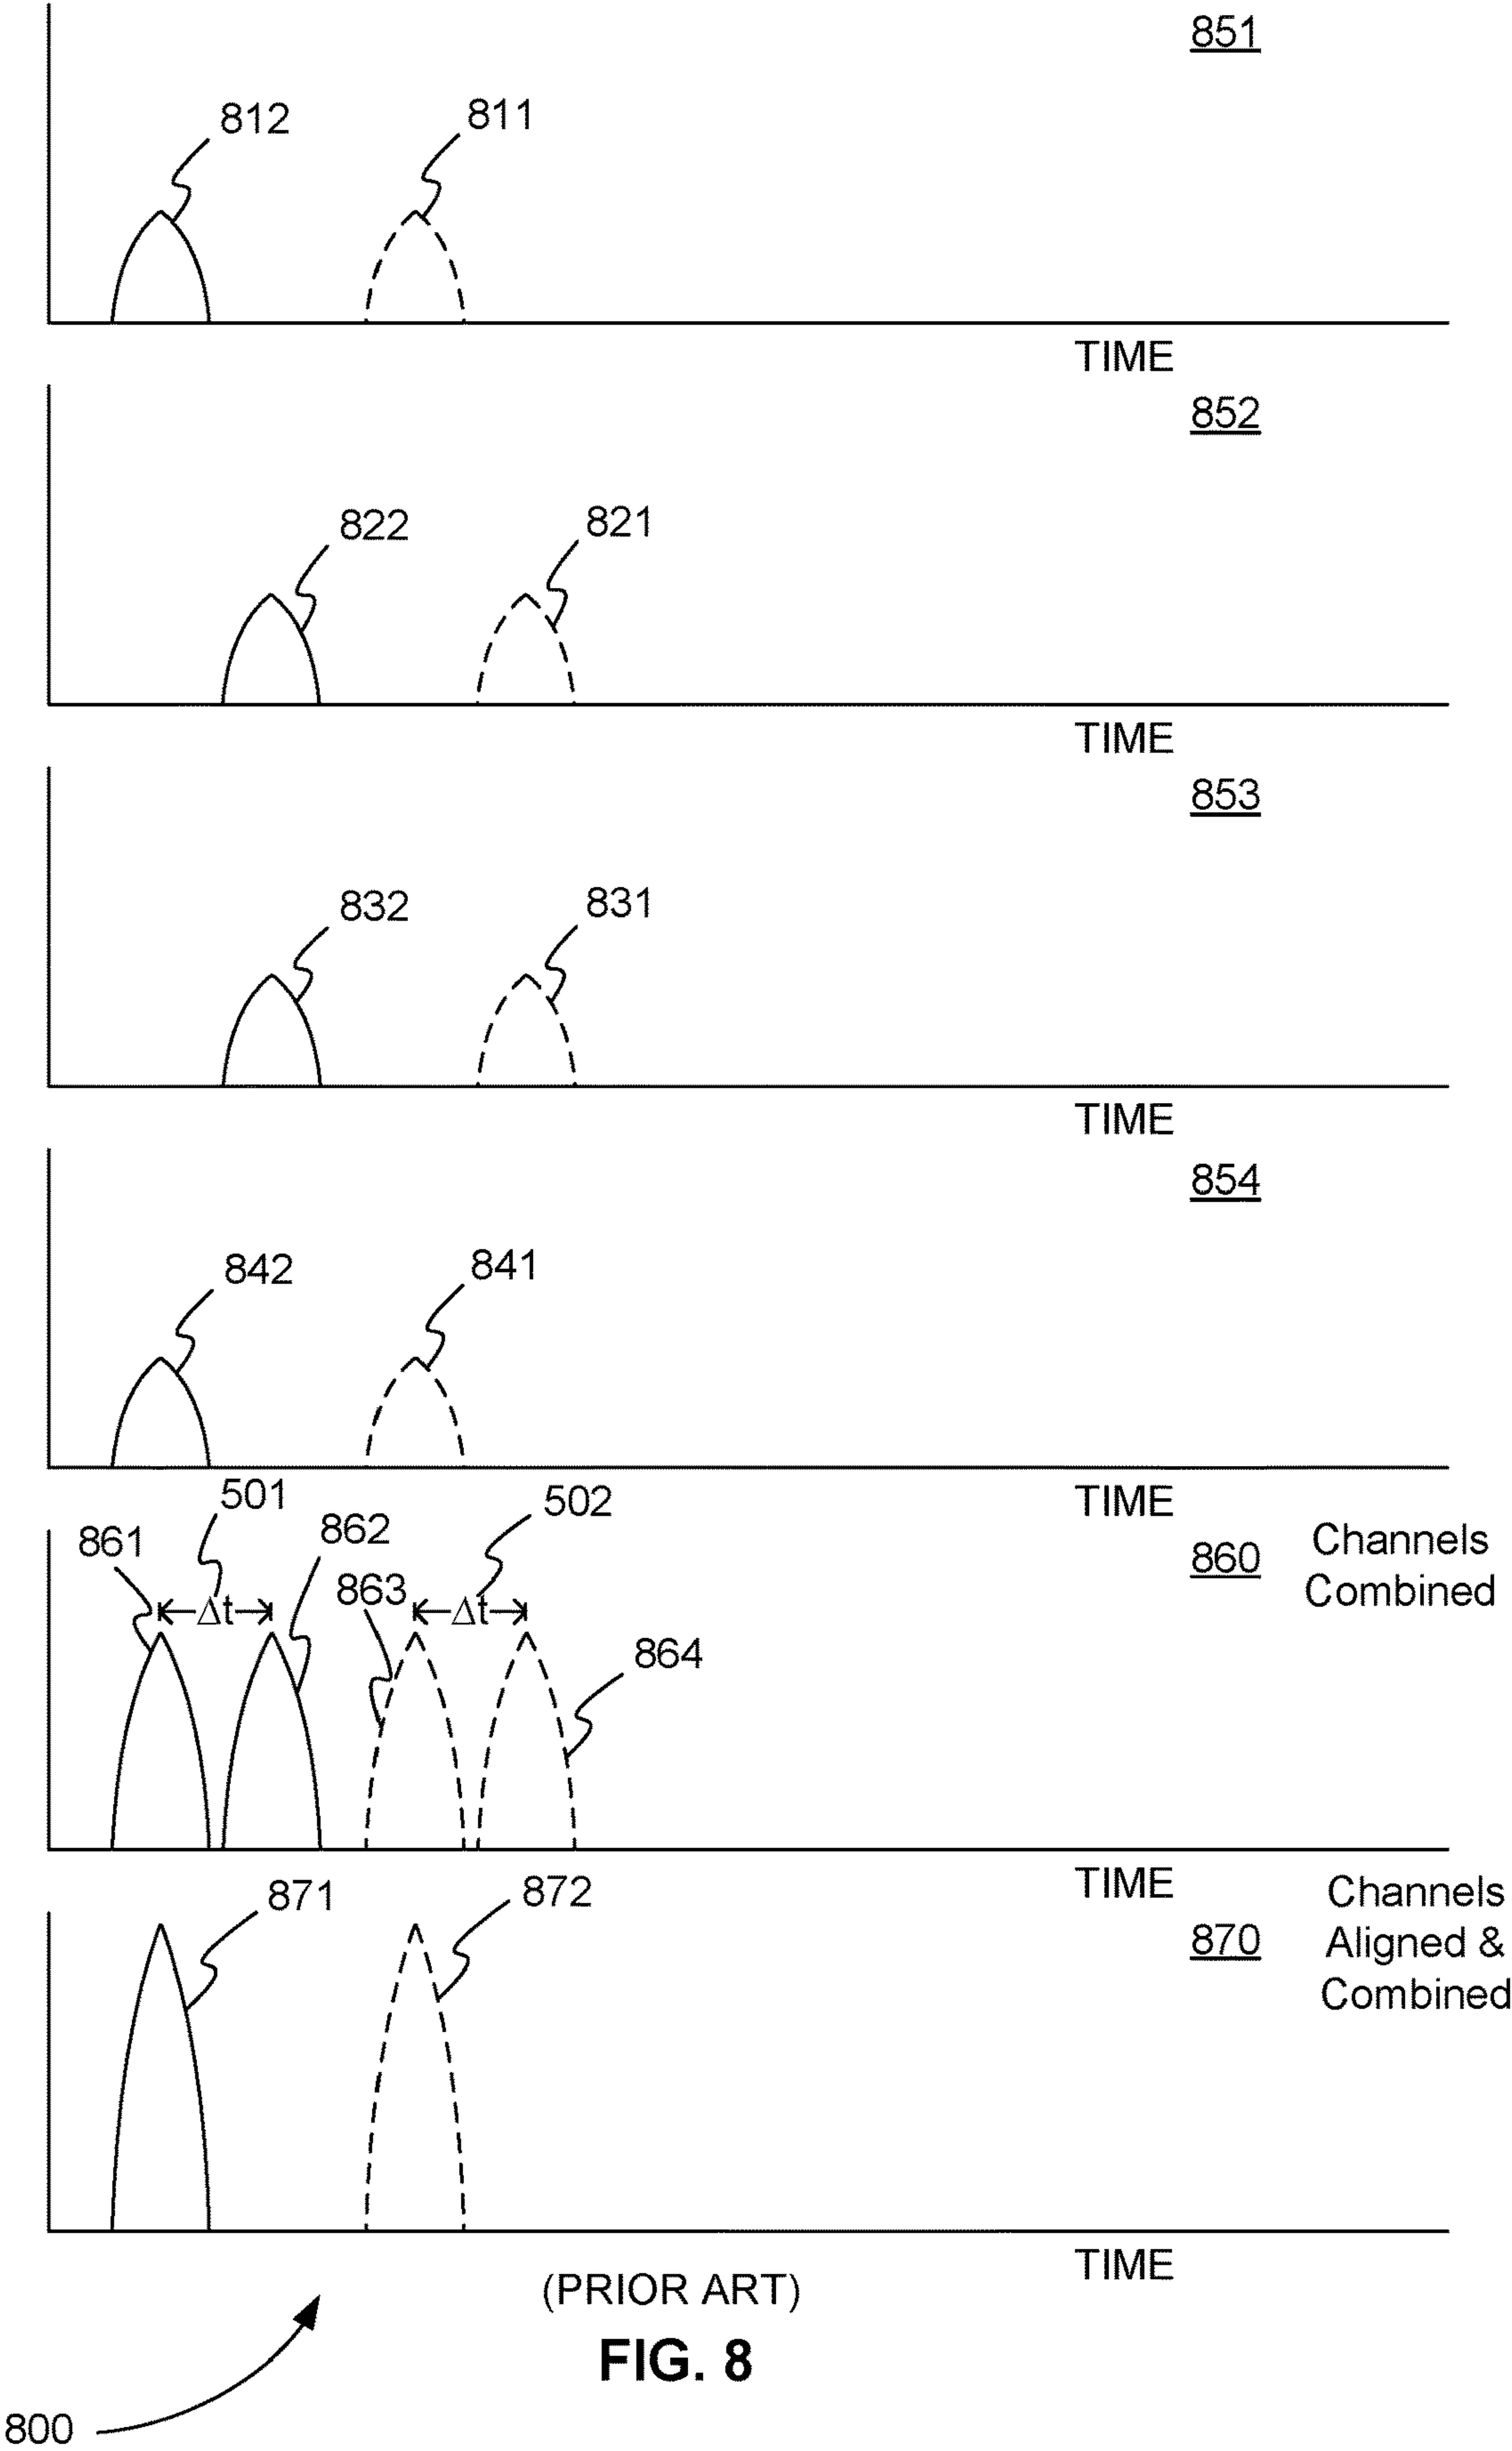 851
812
811
TIME
852
822
821
TIME
853
832
831
TIME
854
842
841
TIME
501
502
861
862
863
864
Δt
Δt
860
Channels
Combined
TIME
871
872
870
Channels
Aligned &
Combined
TIME
(PRIOR ART)
FIG. 8
800